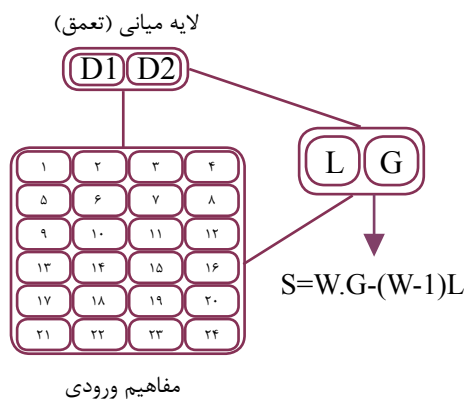 لایه میانی (تعمق)
D1 D2
L G
۱ ۲ ۳ ۴
۵ ۶ ۷ ۸
۹ ۱۰ ۱۱ ۱۲
۱۳ ۱۴ ۱۵ ۱۶
۱۷ ۱۸ ۱۹ ۲۰
۲۱ ۲۲ ۲۳ ۲۴
S=W.G-(W-1)L
مفاهیم ورودی